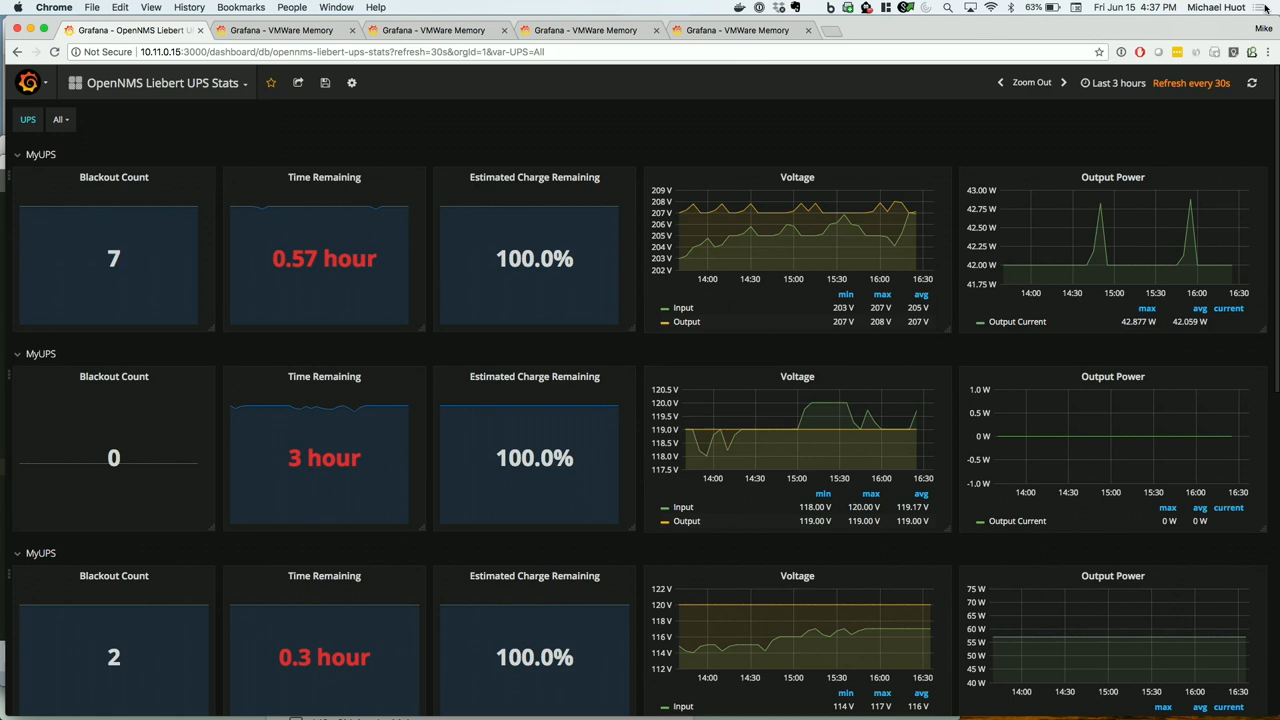 Chrome File Edit View History Bookmarks People Window Help 63% Fri Jun 15 4:37 PM Michael Huot
Grafana - OpenNMS Liebert U × Grafana - VMWare Memory × Grafana - VMWare Memory × Grafana - VMWare Memory × Grafana - VMWare Memory × Mike
Not Secure 10.11.0.15:3000/dashboard/db/opennms-liebert-ups-stats?refresh=30s&orgId=1&var-UPS=All
OpenNMS Liebert UPS Stats Zoom Out Last 3 hours Refresh every 30s
UPS All
MyUPS
Blackout Count Time Remaining Estimated Charge Remaining Voltage Output Power
7
0.57 hour
100.0%
209 V
208 V
207 V
206 V
205 V
204 V
203 V
202 V
14:00 14:30 15:00 15:30 16:00 16:30
min max avg
Input 203 V 207 V 205 V
Output 207 V 208 V 207 V
43.00 W
42.75 W
42.50 W
42.25 W
42.00 W
41.75 W
14:00 14:30 15:00 15:30 16:00 16:30
max avg current
Output Current 42.877 W 42.059 W
MyUPS
Blackout Count Time Remaining Estimated Charge Remaining Voltage Output Power
0
3 hour
100.0%
120.5 V
120.0 V
119.5 V
119.0 V
118.5 V
118.0 V
117.5 V
14:00 14:30 15:00 15:30 16:00 16:30
min max avg
Input 118.00 V 120.00 V 119.17 V
Output 119.00 V 119.00 V 119.00 V
1.0 W
0.5 W
0 W
-0.5 W
-1.0 W
14:00 14:30 15:00 15:30 16:00 16:30
max avg current
Output Current 0 W 0 W
MyUPS
Blackout Count Time Remaining Estimated Charge Remaining Voltage Output Power
2
0.3 hour
100.0%
122 V
120 V
118 V
116 V
114 V
112 V
14:00 14:30 15:00 15:30 16:00 16:30
min max avg
Input 114 V 117 V 116 V
75 W
70 W
65 W
60 W
55 W
50 W
45 W
40 W
14:00 14:30 15:00 15:30 16:00 16:30
max avg current